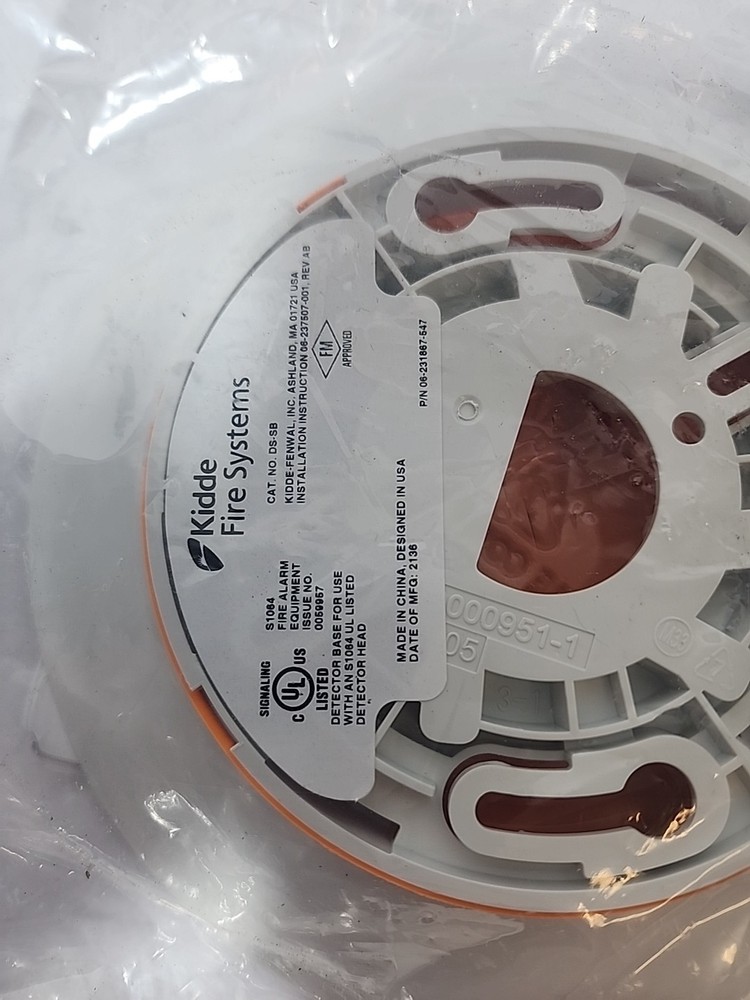 Kidde
Fire Systems
CAT. NO. DS-SB
KIDDE-FENWAL, INC. ASHLAND, MA 01721 USA
INSTALLATION INSTRUCTION 06-237507-001, REV AB
FM
APPROVED
P/N 06-231667-547
SIGNALING
C UL US
LISTED
S1064
FIRE ALARM
EQUIPMENT
ISSUE NO.
0059957
DETECTOR BASE FOR USE
WITH AN S1064 UL LISTED
DETECTOR HEAD
MADE IN CHINA, DESIGNED IN USA
DATE OF MFG: 2136
000951-1
05